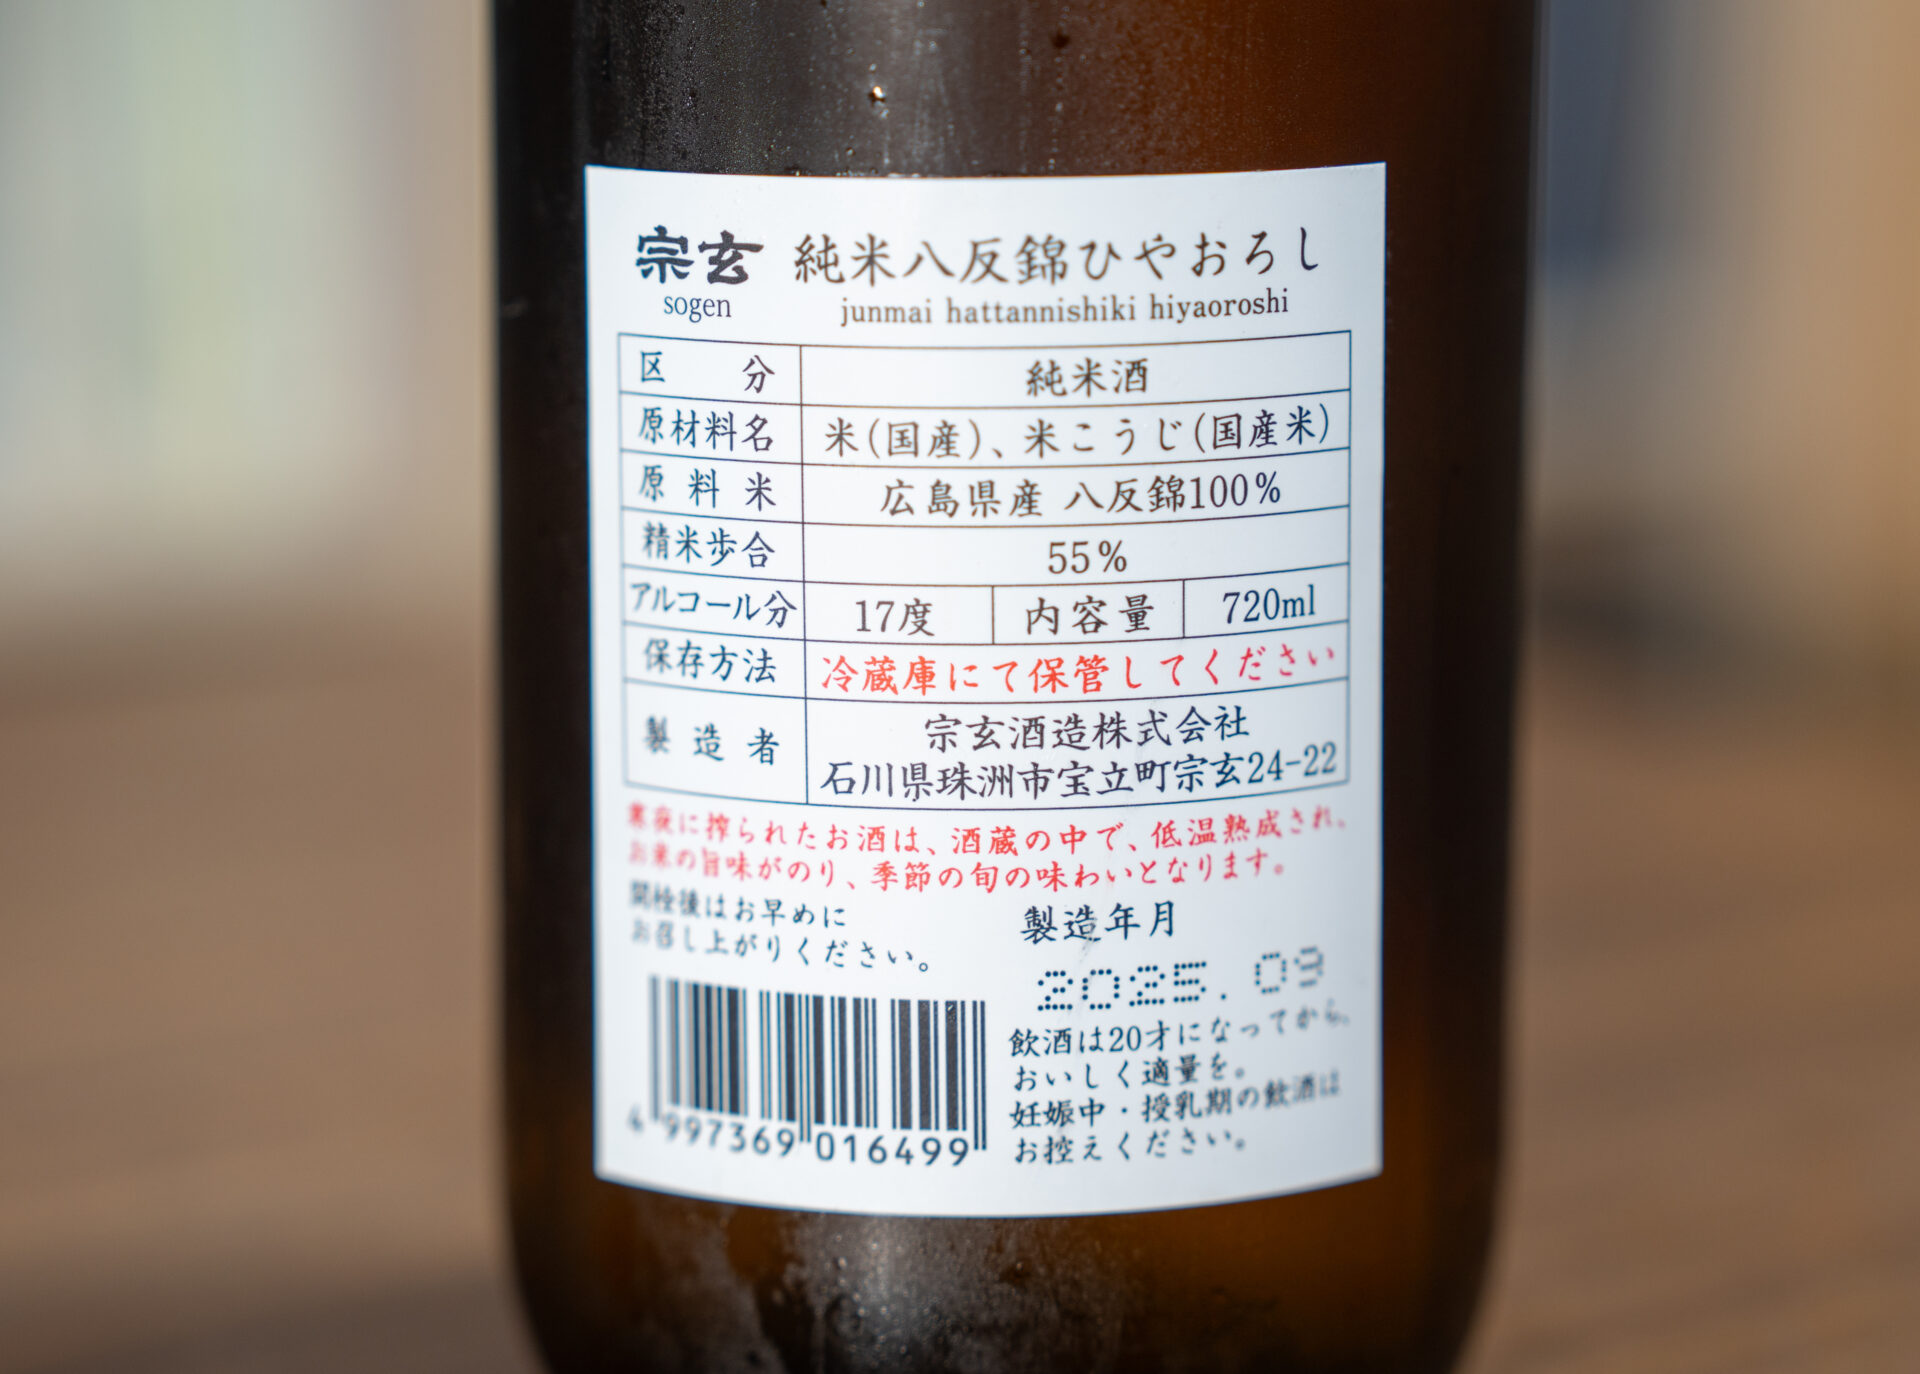 宗玄 純米八反錦ひやおろし
sogen junmai hattannishiki hiyaoroshi
区分 純米酒
原材料名 米(国産)、米こうじ(国産米)
原料米 広島県産 八反錦100%
精米歩合 55%
アルコール分 17度 内容量 720ml
保存方法 冷蔵庫にて保管してください
製造者 宗玄酒造株式会社
石川県珠洲市宝立町宗玄24-22
寒夜に搾られたお酒は、酒蔵の中で、低温熟成され、
お米の旨味がのり、季節の旬の味わいとなります。
開栓後はお早めに
お召し上がりください。
製造年月
2025.09
飲酒は20才になってから、
おいしく適量を。
妊娠中・授乳期の飲酒は
お控えください。
4 997369 016499